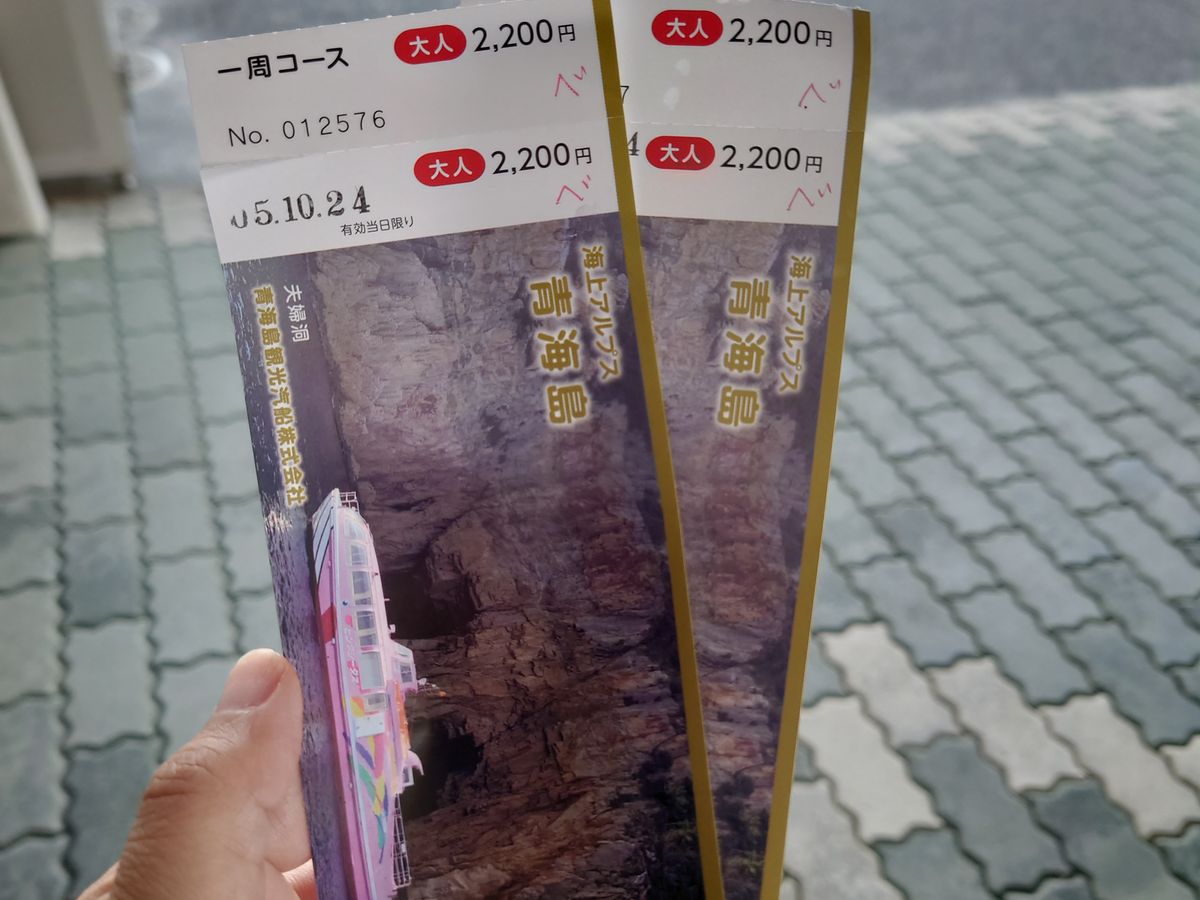 一周コース 大人 2,200円
No. 012576
大人 2,200円
05.10.24
有効当日限り
海上アルプス
青海島
夫婦洞
青海島観光汽船株式会社
大人 2,200円
7
4 大人 2,200円
海上アルプス
青海島